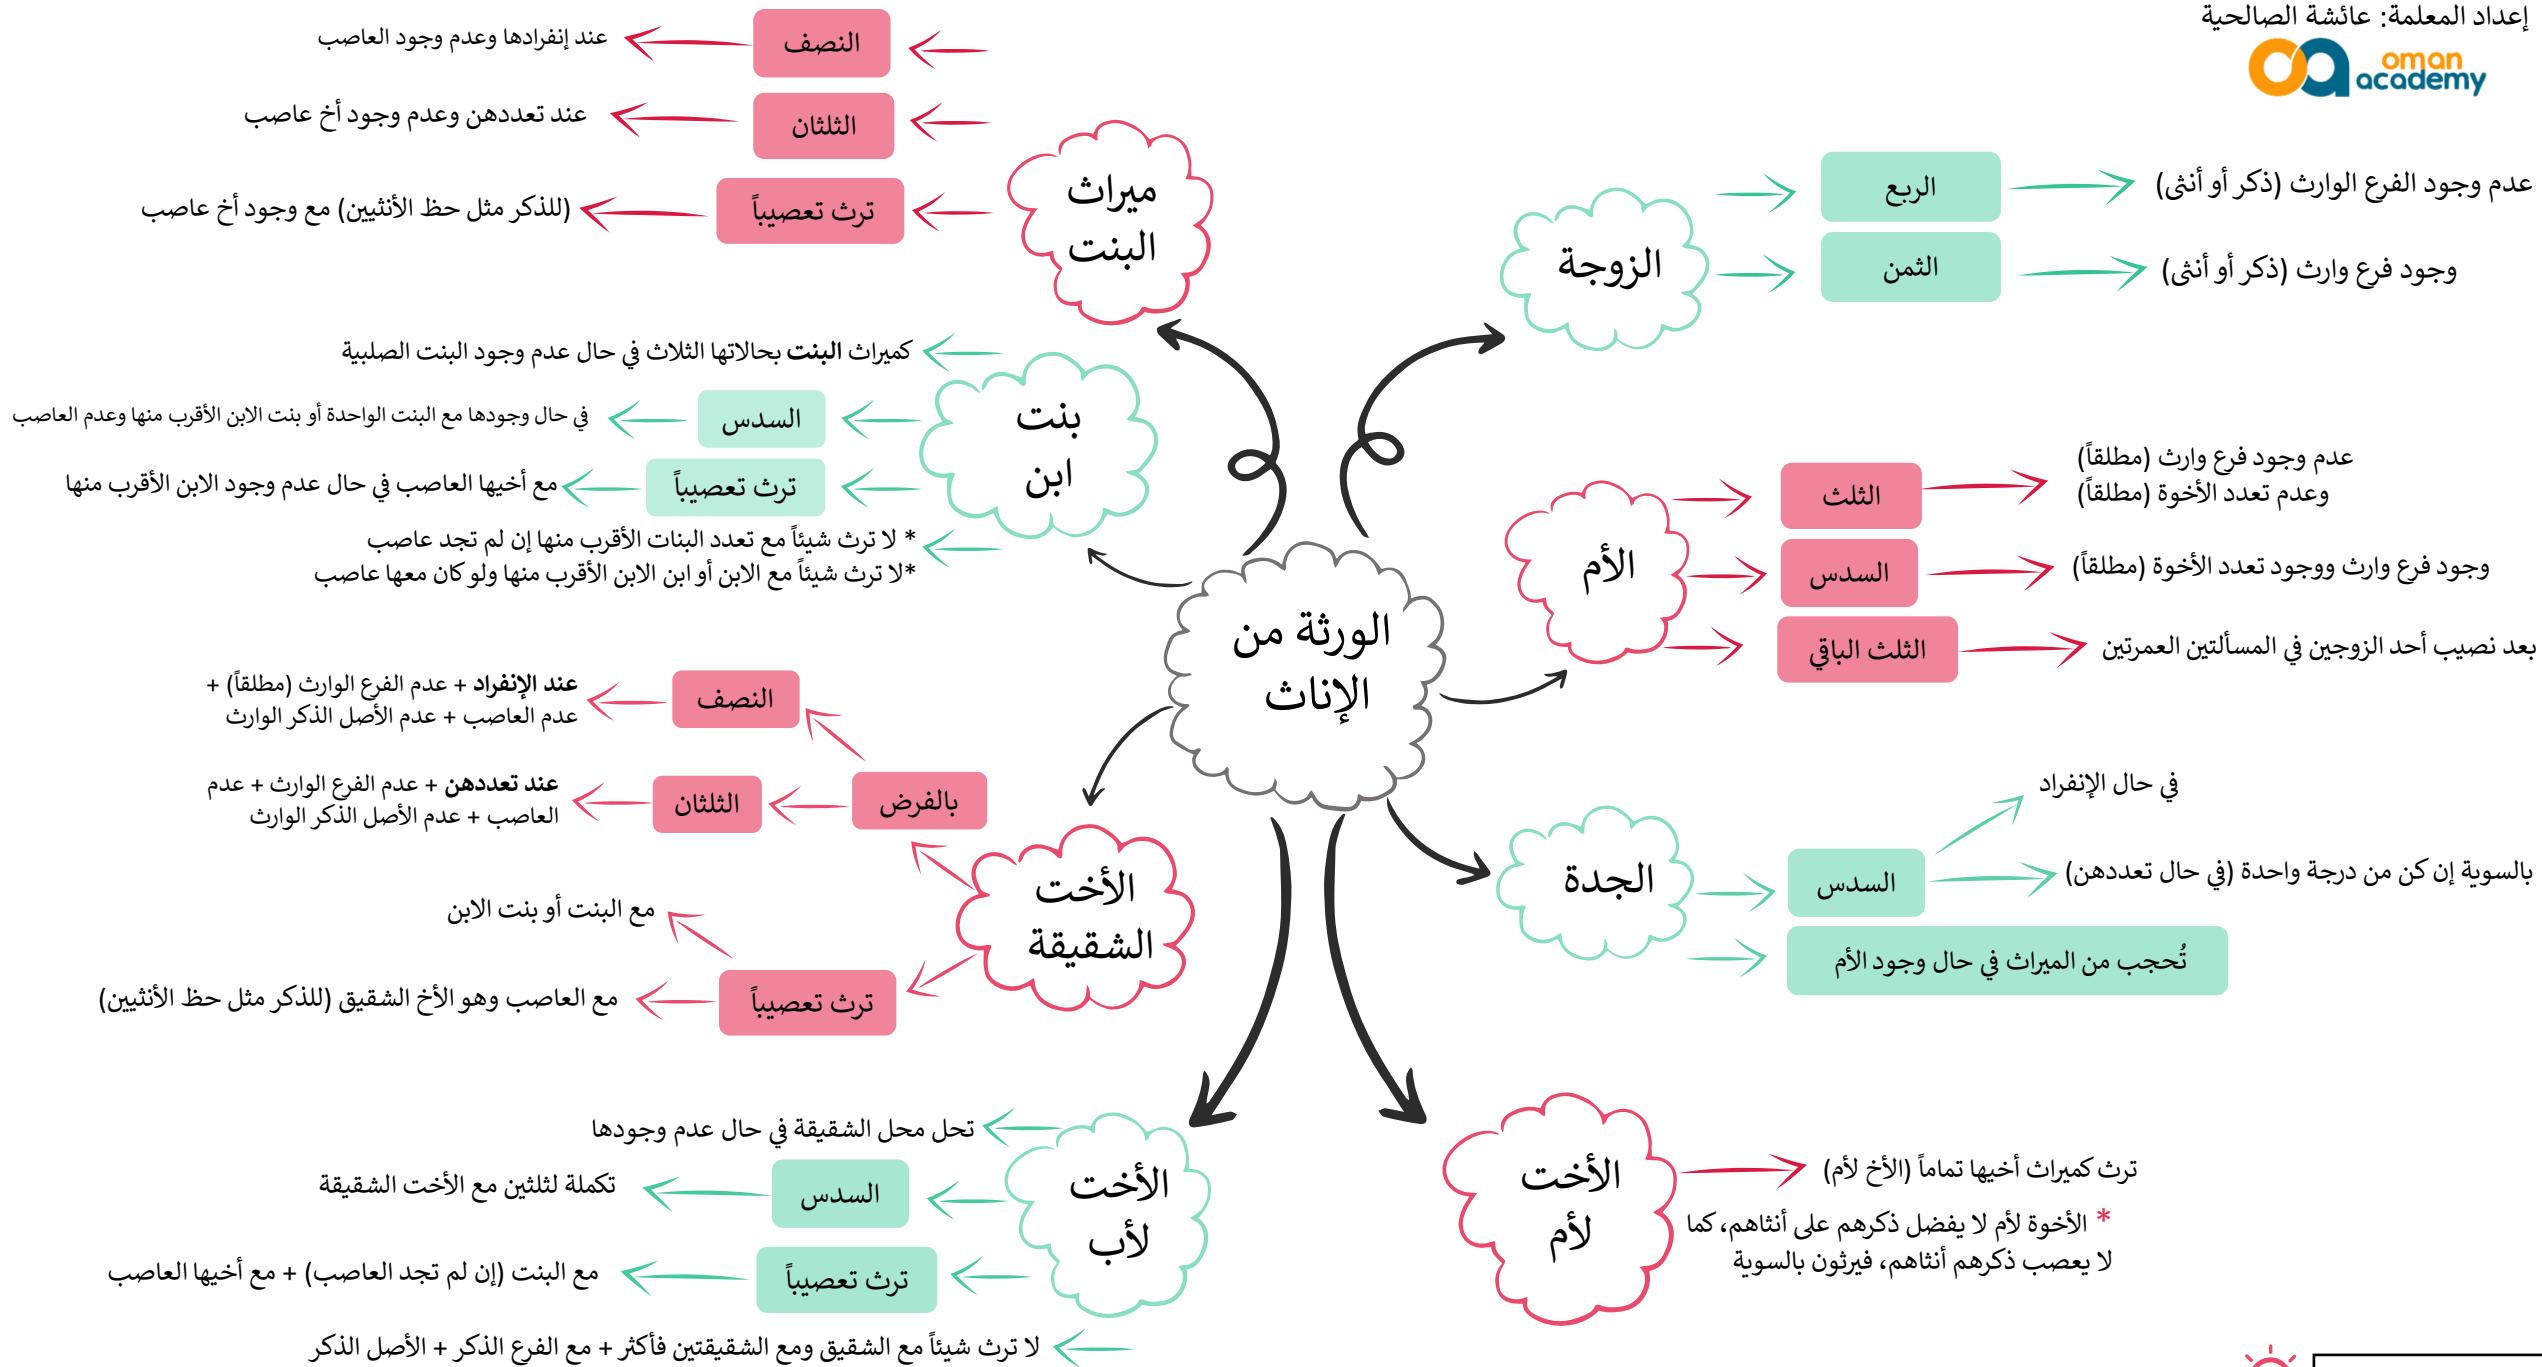 إعداد المعلمة: عائشة الصالحية
oman
academy
الورثة من
الإناث
الزوجة
الربع
عدم وجود الفرع الوارث (ذكر أو أنثى)
الثمن
وجود فرع وارث (ذكر أو أنثى)
الأم
الثلث
عدم وجود فرع وارث (مطلقاً)
وعدم تعدد الأخوة (مطلقاً)
السدس
وجود فرع وارث ووجود تعدد الأخوة (مطلقاً)
الثلث الباقي
بعد نصيب أحد الزوجين في المسألتين العمرتين
الجدة
السدس
في حال الإنفراد
بالسوية إن كن من درجة واحدة (في حال تعددهن)
تُحجب من الميراث في حال وجود الأم
الأخت
لأم
ترث كميراث أخيها تماماً (الأخ لأم)
* الأخوة لأم لا يفضل ذكرهم على أنثاهم، كما
لا يعصب ذكرهم أنثاهم، فيرثون بالسوية
ميراث
البنت
النصف
عند إنفرادها وعدم وجود العاصب
الثلثان
عند تعددهن وعدم وجود أخ عاصب
ترث تعصيباً
(للذكر مثل حظ الأنثيين) مع وجود أخ عاصب
بنت
ابن
كميراث البنت بحالاتها الثلاث في حال عدم وجود البنت الصلبية
السدس
في حال وجودها مع البنت الواحدة أو بنت الابن الأقرب منها وعدم العاصب
ترث تعصيباً
مع أخيها العاصب في حال عدم وجود الابن الأقرب منها
* لا ترث شيئاً مع تعدد البنات الأقرب منها إن لم تجد عاصب
*لا ترث شيئاً مع الابن أو ابن الابن الأقرب منها ولو كان معها عاصب
الأخت
الشقيقة
بالفرض
النصف
عند الإنفراد + عدم الفرع الوارث (مطلقاً) +
عدم العاصب + عدم الأصل الذكر الوارث
الثلثان
عند تعددهن + عدم الفرع الوارث + عدم
العاصب + عدم الأصل الذكر الوارث
ترث تعصيباً
مع البنت أو بنت الابن
مع العاصب وهو الأخ الشقيق (للذكر مثل حظ الأنثيين)
الأخت
لأب
تحل محل الشقيقة في حال عدم وجودها
السدس
تكملة لثلثين مع الأخت الشقيقة
ترث تعصيباً
مع البنت (إن لم تجد العاصب) + مع أخيها العاصب
لا ترث شيئاً مع الشقيق ومع الشقيقتين فأكثر + مع الفرع الذكر + الأصل الذكر